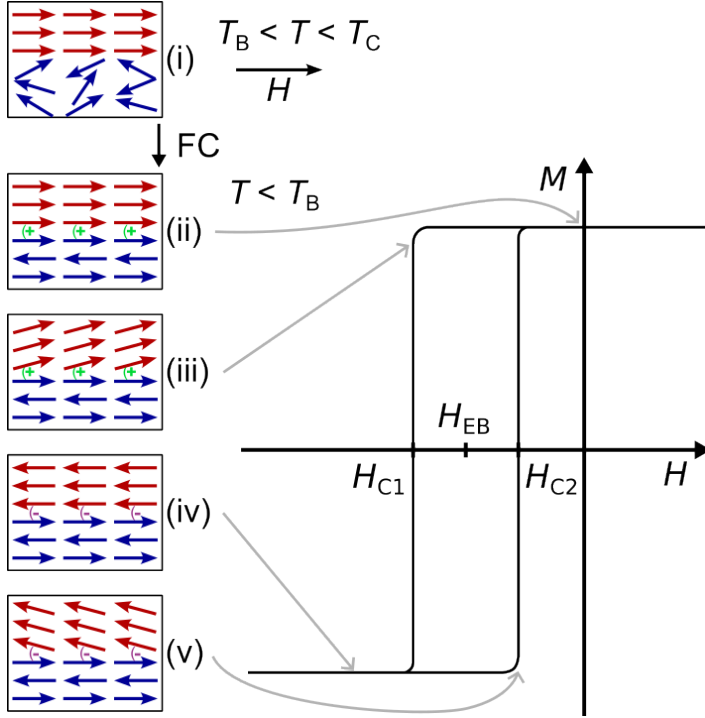 (i)
T_B < T < T_C
H
FC
T < T_B
M
(ii)
+ + +
(iii)
+ + +
H_EB
H_C1
H_C2
H
(iv)
- - -
(v)
- - -